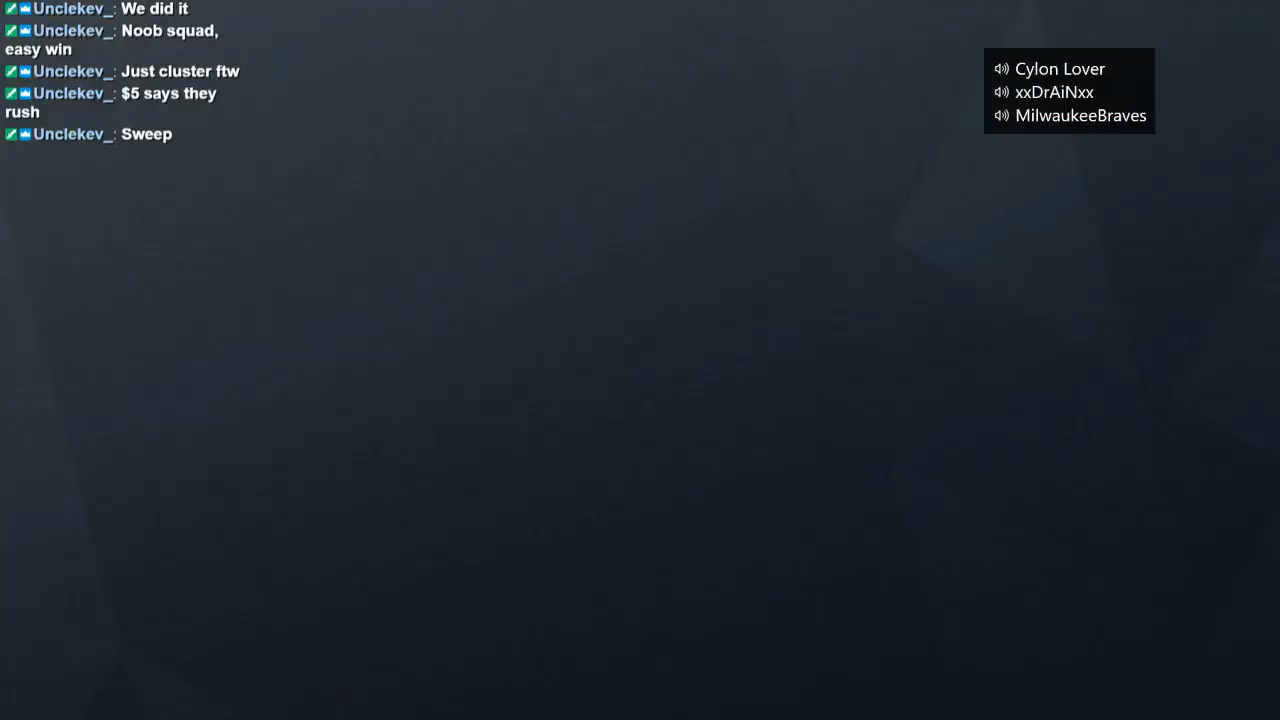 Unclekev_: We did it
Unclekev_: Noob squad,
easy win
Unclekev_: Just cluster ftw
Unclekev_: $5 says they
rush
Unclekev_: Sweep
Cylon Lover
xxDrAiNxx
MilwaukeeBraves